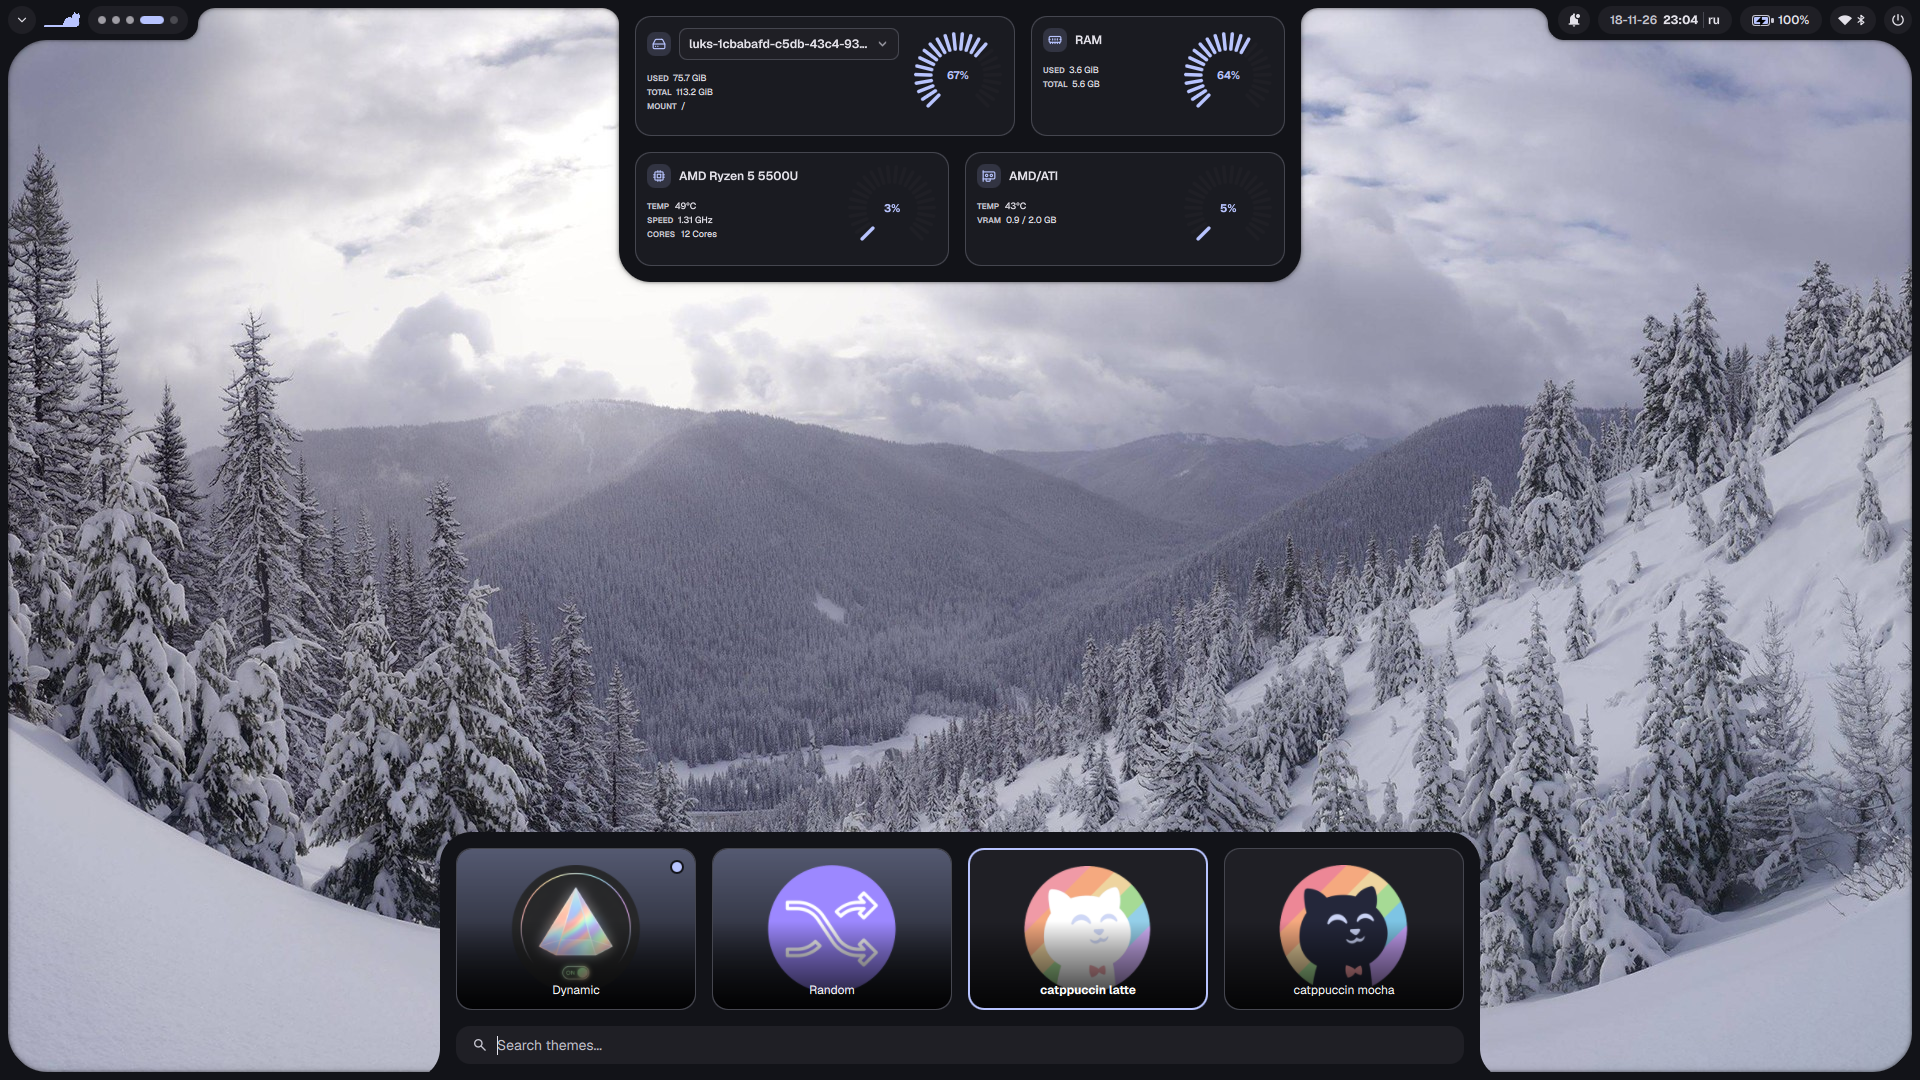 18-11-26 23:04 ru
100%
luks-1cbabafd-c5db-43c4-93...
USED 75.7 GiB
TOTAL 113.2 GiB
MOUNT /
67%
RAM
USED 3.6 GiB
TOTAL 5.6 GB
64%
AMD Ryzen 5 5500U
TEMP 49°C
SPEED 1.31 GHz
CORES 12 Cores
3%
AMD/ATI
TEMP 43°C
VRAM 0.9 / 2.0 GB
5%
ON
Dynamic
Random
catppuccin latte
catppuccin mocha
Search themes...